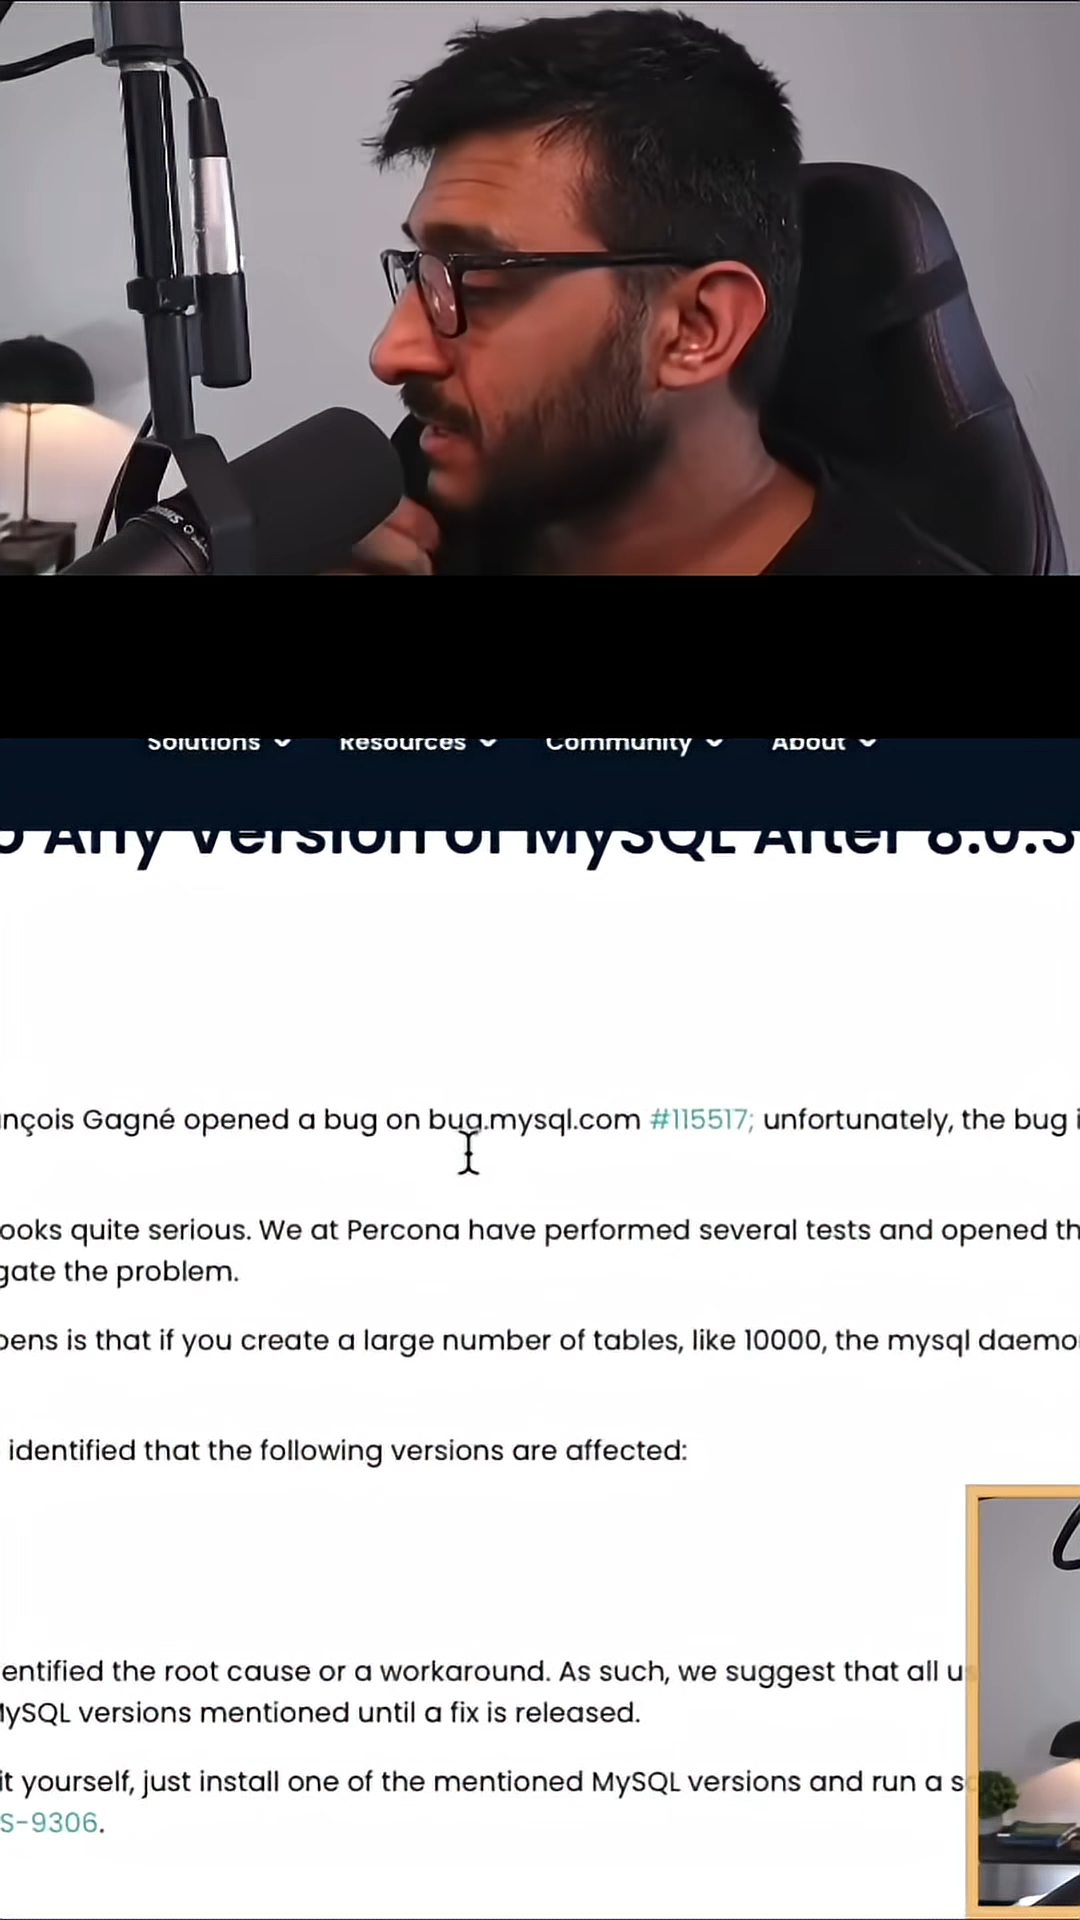 Solutions
Resources
Community
About
Any Version of MySQL After 8.0.3
nçois Gagné opened a bug on bug.mysql.com #115517; unfortunately, the bug i
ooks quite serious. We at Percona have performed several tests and opened th
gate the problem.
pens is that if you create a large number of tables, like 10000, the mysql daemo
identified that the following versions are affected:
entified the root cause or a workaround. As such, we suggest that all us
MySQL versions mentioned until a fix is released.
it yourself, just install one of the mentioned MySQL versions and run a sc
S-9306.